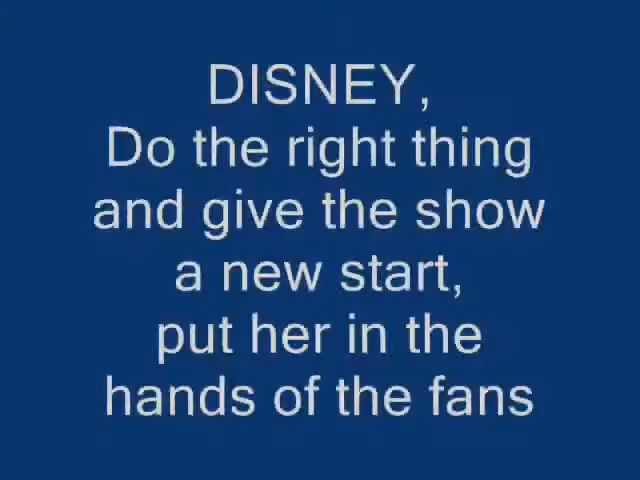 DISNEY,
Do the right thing
and give the show
a new start,
put her in the
hands of the fans